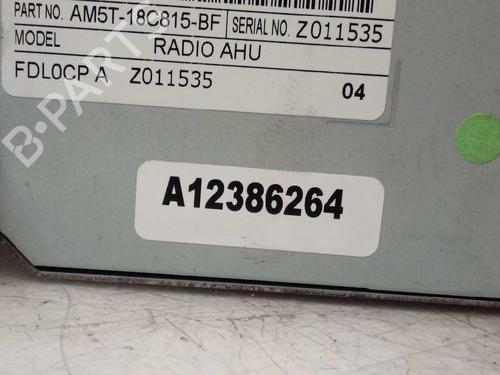 PART NO. AM5T-18C815-BF SERIAL NO. Z011535
MODEL RADIO AHU
FDL0CP A Z011535
04
A12386264
B-PARTS